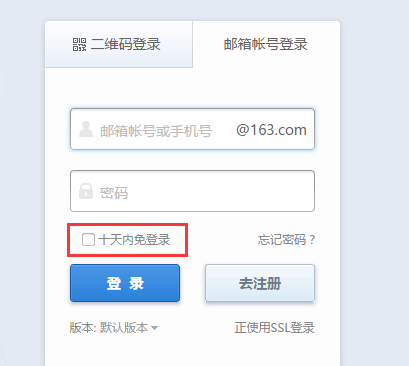 二维码登录 邮箱帐号登录
邮箱帐号或手机号 @163.com
密码
十天内免登录 忘记密码？
登 录 去注册
版本: 默认版本 正使用SSL登录